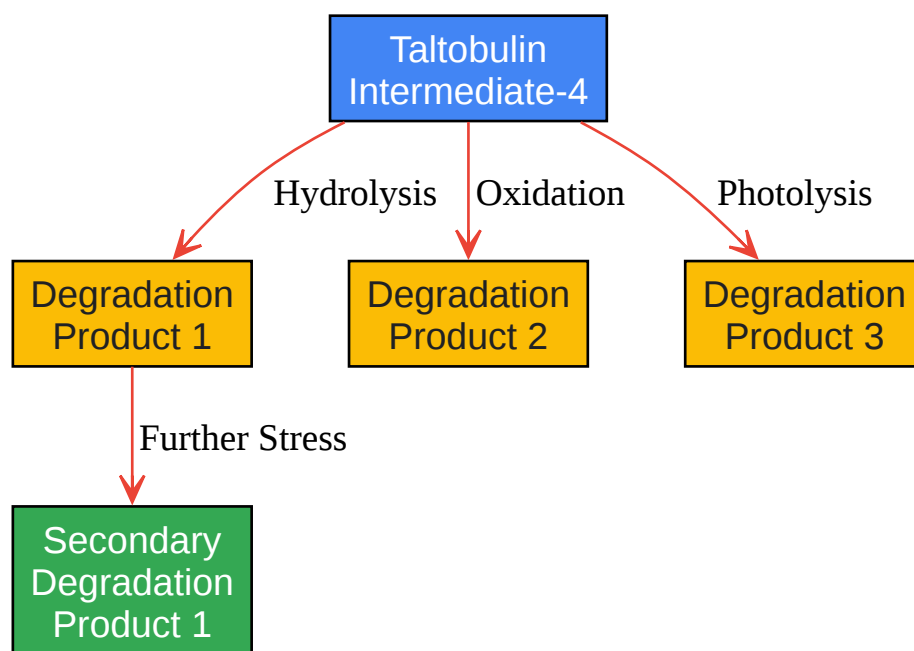 Taltobulin
Intermediate-4
Hydrolysis
Oxidation
Photolysis
Degradation
Product 1
Degradation
Product 2
Degradation
Product 3
Further Stress
Secondary
Degradation
Product 1